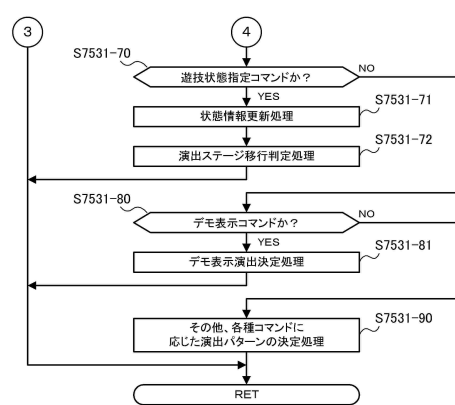 3
4
S7531-70
遊技状態指定コマンドか？
NO
YES
S7531-71
状態情報更新処理
S7531-72
演出ステージ移行判定処理
S7531-80
デモ表示コマンドか？
NO
YES
S7531-81
デモ表示演出決定処理
S7531-90
その他、各種コマンドに
応じた演出パターンの決定処理
RET